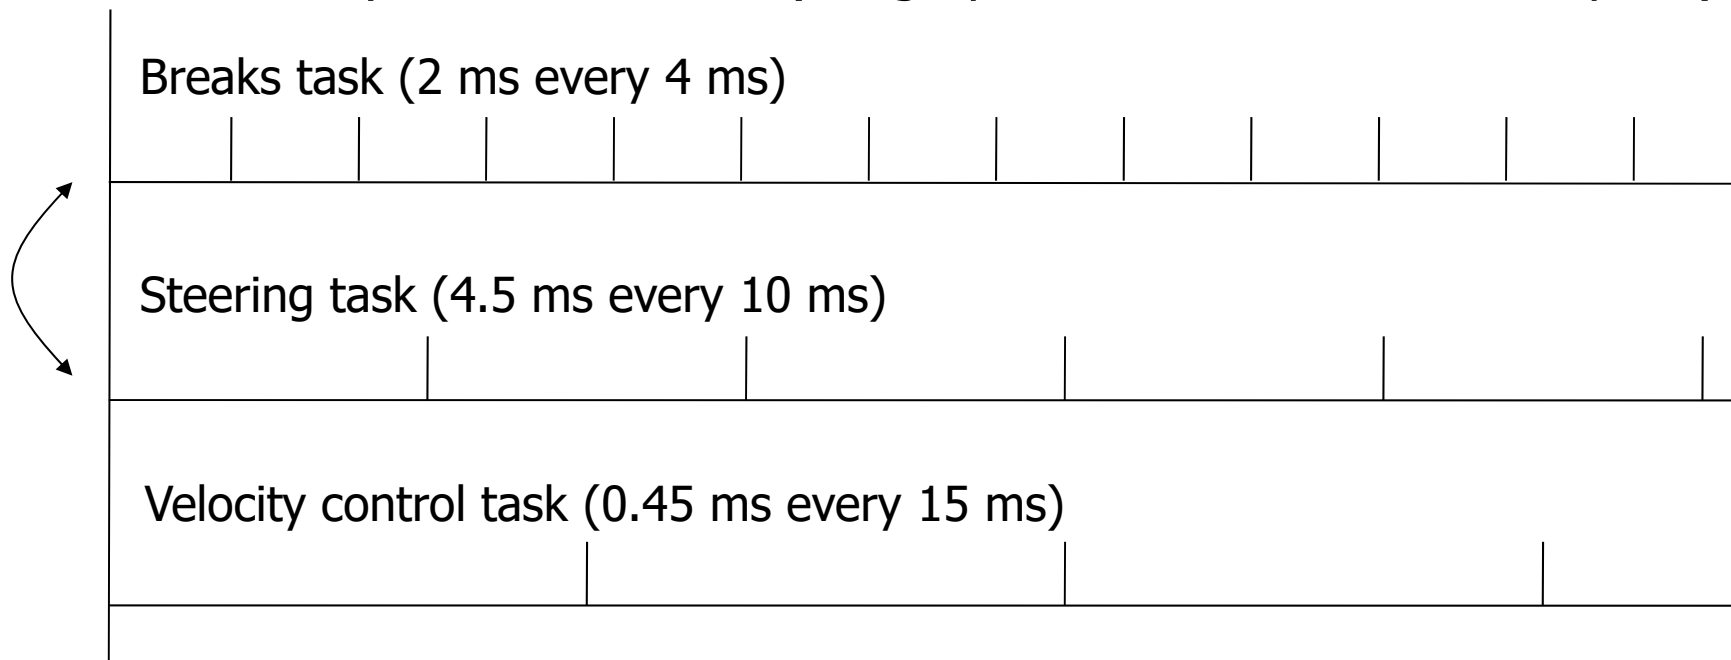 Breaks task (2 ms every 4 ms)
Steering task (4.5 ms every 10 ms)
Velocity control task (0.45 ms every 15 ms)